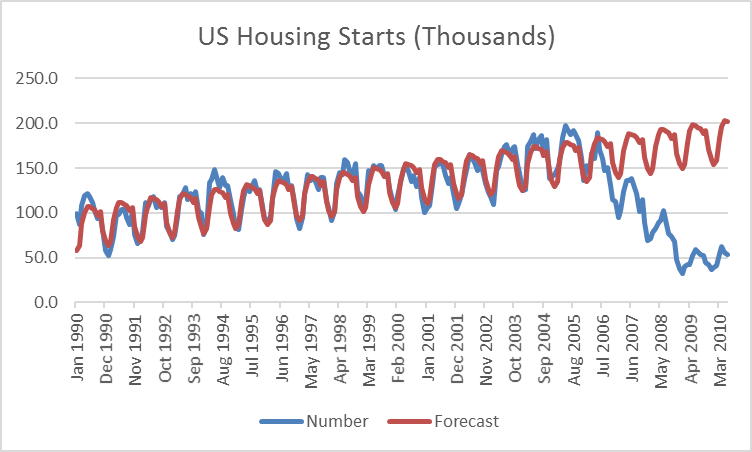 US Housing Starts (Thousands)
250.0
200.0
150.0
100.0
50.0
0.0
Jan 1990
Dec 1990
Nov 1991
Oct 1992
Sep 1993
Aug 1994
Jul 1995
Jun 1996
May 1997
Apr 1998
Mar 1999
Feb 2000
Jan 2001
Dec 2001
Nov 2002
Oct 2003
Sep 2004
Aug 2005
Jul 2006
Jun 2007
May 2008
Apr 2009
Mar 2010
Number
Forecast